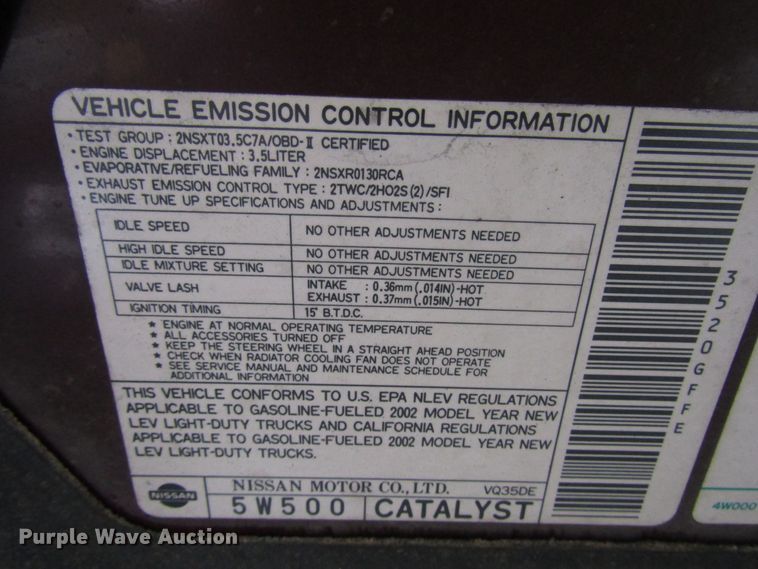 VEHICLE EMISSION CONTROL INFORMATION
• TEST GROUP : 2NSXT03.5C7A/OBD-II CERTIFIED
• ENGINE DISPLACEMENT : 3.5LITER
• EVAPORATIVE/REFUELING FAMILY : 2NSXR0130RCA
• EXHAUST EMISSION CONTROL TYPE : 2TWC/2HO2S(2)/SFI
• ENGINE TUNE UP SPECIFICATIONS AND ADJUSTMENTS :
IDLE SPEED NO OTHER ADJUSTMENTS NEEDED
HIGH IDLE SPEED NO OTHER ADJUSTMENTS NEEDED
IDLE MIXTURE SETTING NO OTHER ADJUSTMENTS NEEDED
VALVE LASH INTAKE : 0.36mm(.014IN)-HOT
EXHAUST : 0.37mm(.015IN)-HOT
IGNITION TIMING 15° B.T.D.C.
★ ENGINE AT NORMAL OPERATING TEMPERATURE
★ ALL ACCESSORIES TURNED OFF
★ KEEP THE STEERING WHEEL IN A STRAIGHT AHEAD POSITION
★ CHECK WHEN RADIATOR COOLING FAN DOES NOT OPERATE
★ SEE SERVICE MANUAL AND MAINTENANCE SCHEDULE FOR
ADDITIONAL INFORMATION
THIS VEHICLE CONFORMS TO U.S. EPA NLEV REGULATIONS
APPLICABLE TO GASOLINE-FUELED 2002 MODEL YEAR NEW
LEV LIGHT-DUTY TRUCKS AND CALIFORNIA REGULATIONS
APPLICABLE TO GASOLINE-FUELED 2002 MODEL YEAR NEW
LEV LIGHT-DUTY TRUCKS.
NISSAN
NISSAN MOTOR CO., LTD. VQ35DE
5W500 CATALYST
3520GFFE
4W000
Purple Wave Auction